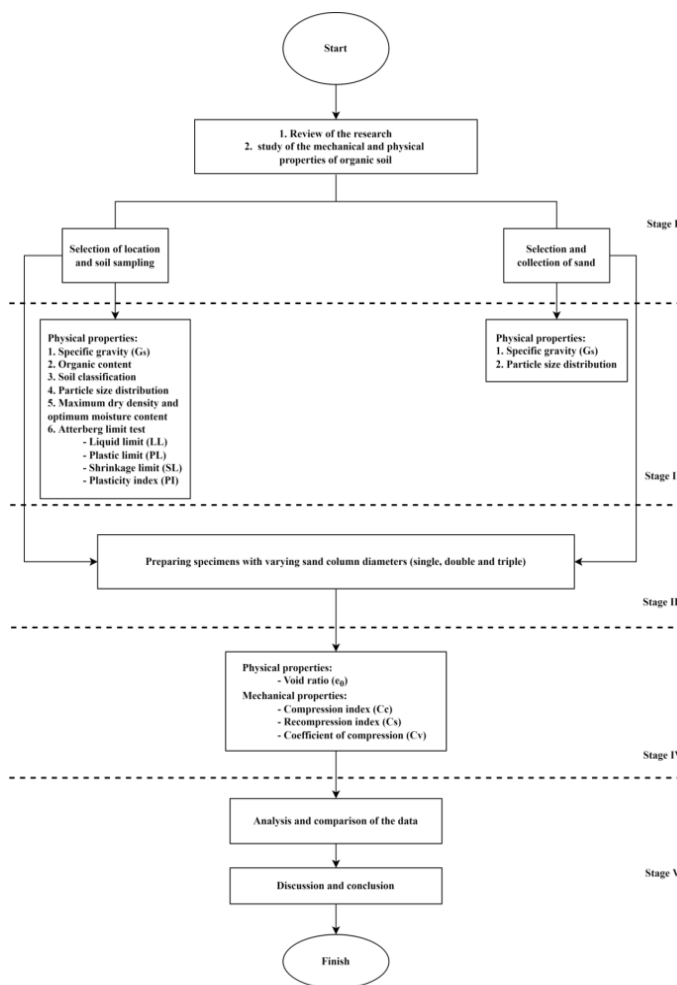 Start
1. Review of the research
2. study of the mechanical and physical
properties of organic soil
Stage I
Selection of location
and soil sampling
Selection and
collection of sand
Physical properties:
1. Specific gravity (Gs)
2. Organic content
3. Soil classification
4. Particle size distribution
5. Maximum dry density and
optimum moisture content
6. Atterberg limit test
- Liquid limit (LL)
- Plastic limit (PL)
- Shrinkage limit (SL)
- Plasticity index (PI)
Physical properties:
1. Specific gravity (Gs)
2. Particle size distribution
Stage I
Preparing specimens with varying sand column diameters (single, double and triple)
Stage II
Physical properties:
- Void ratio (e0)
Mechanical properties:
- Compression index (Cc)
- Recompression index (Cs)
- Coefficient of compression (Cv)
Stage IV
Analysis and comparison of the data
Discussion and conclusion
Stage V
Finish